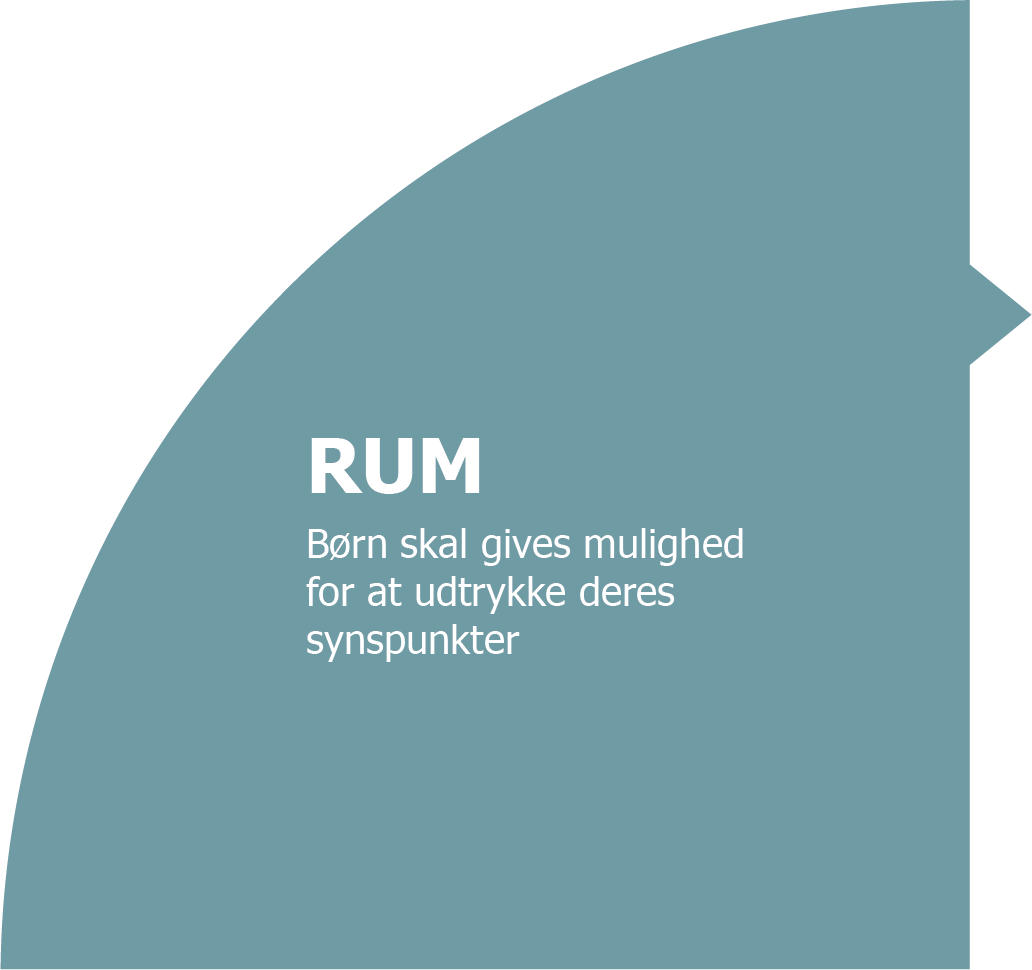 RUM
Børn skal gives mulighed
for at udtrykke deres
synspunkter